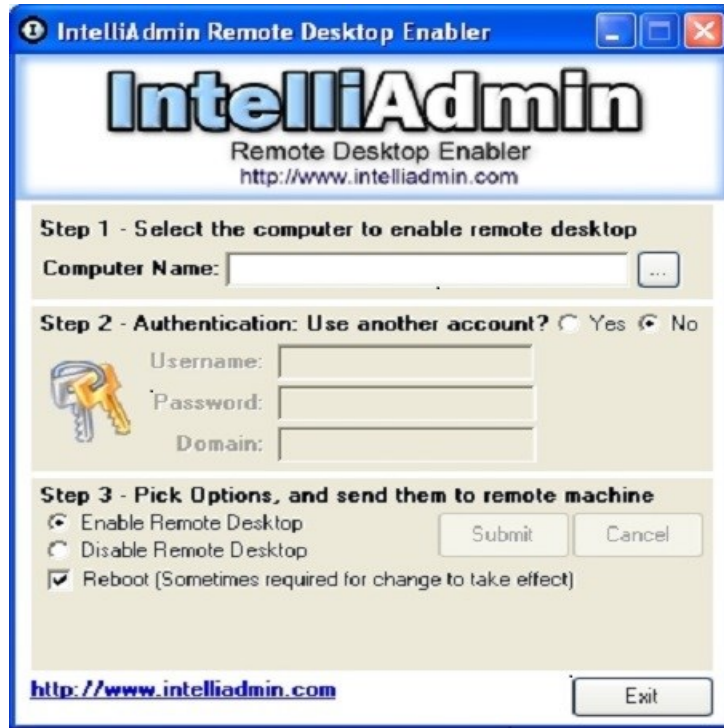 IntelliAdmin Remote Desktop Enabler
IntelliAdmin
Remote Desktop Enabler
http://www.intelliadmin.com
Step 1 - Select the computer to enable remote desktop
Computer Name: ...
Step 2 - Authentication: Use another account? Yes No
Username:
Password:
Domain:
Step 3 - Pick Options, and send them to remote machine
Enable Remote Desktop
Submit Cancel
Disable Remote Desktop
Reboot (Sometimes required for change to take effect)
http://www.intelliadmin.com Exit